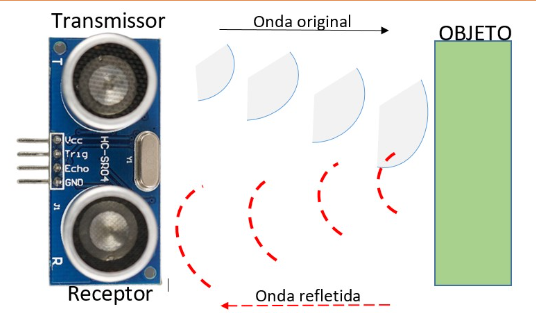 Transmissor
Onda original
OBJETO
T
Vcc
Trig
Echo
GND
HC-SR04
Y1
J1
R
Receptor
Onda refletida